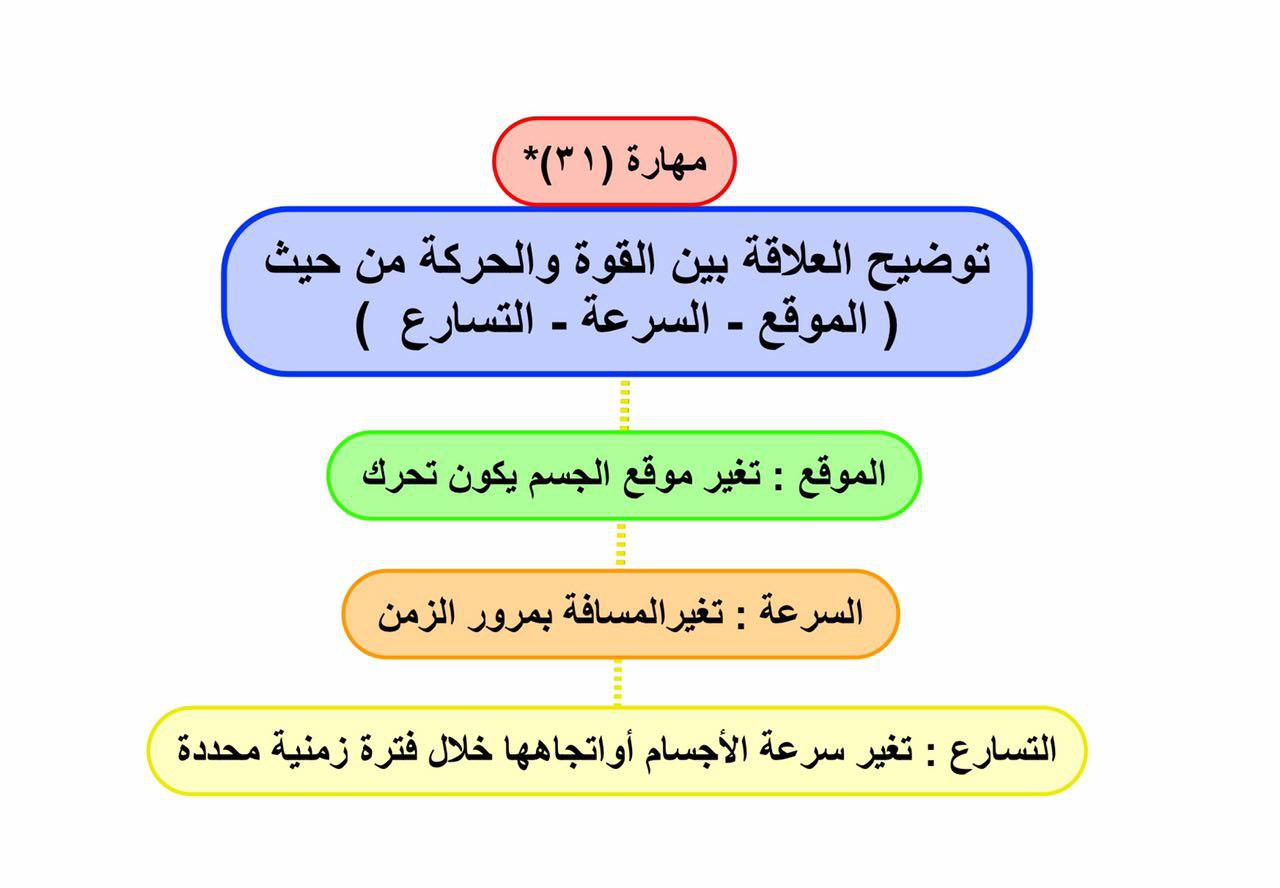 مهارة (٣١)*
توضيح العلاقة بين القوة والحركة من حيث
( الموقع - السرعة - التسارع )
الموقع : تغير موقع الجسم يكون تحرك
السرعة : تغيرالمسافة بمرور الزمن
التسارع : تغير سرعة الأجسام أواتجاهها خلال فترة زمنية محددة